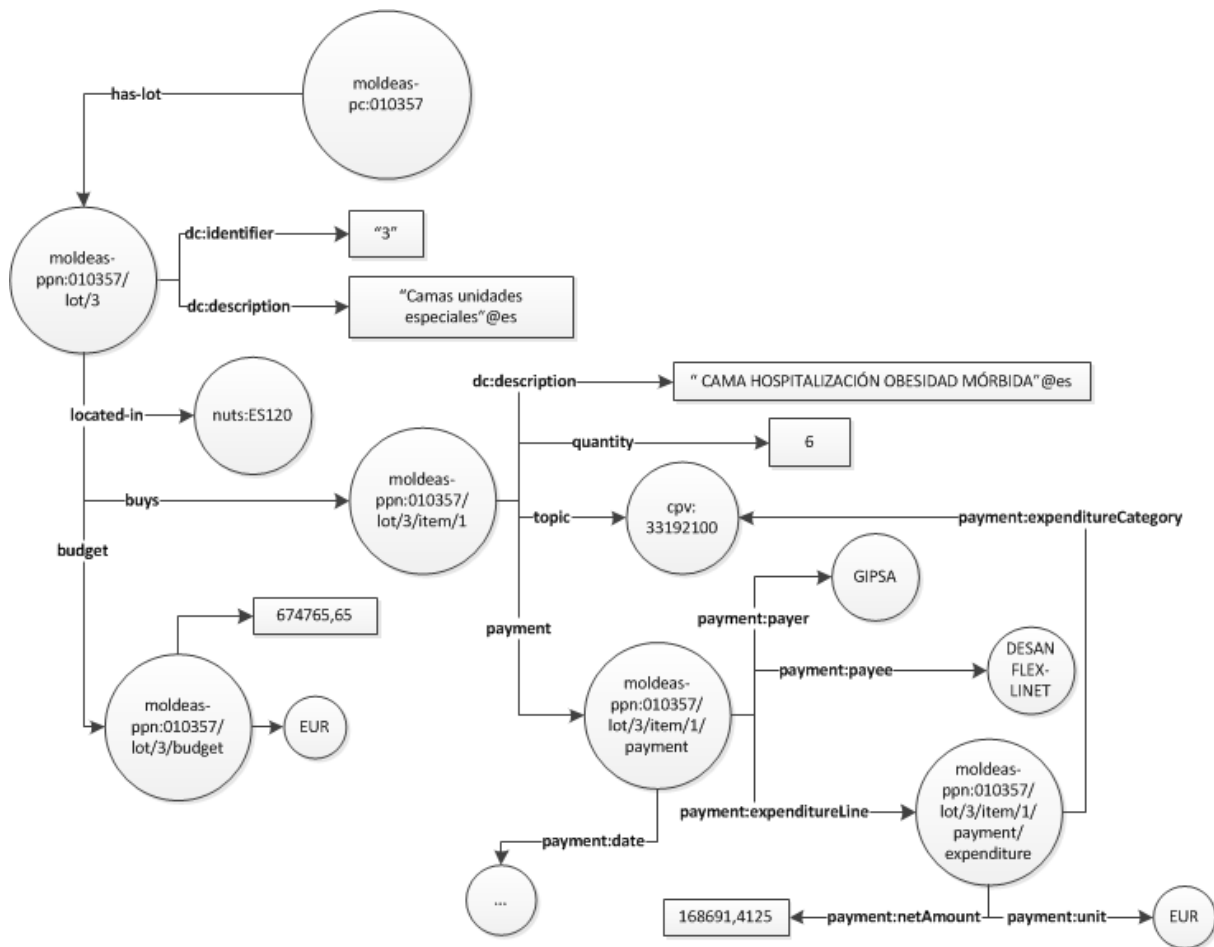 moldeas-
pc:010357
has-lot
moldeas-
ppn:010357/
lot/3
dc:identifier
"3"
dc:description
"Camas unidades
especiales"@es
located-in
nuts:ES120
buys
budget
moldeas-
ppn:010357/
lot/3/item/1
dc:description
" CAMA HOSPITALIZACIÓN OBESIDAD MÓRBIDA"@es
quantity
6
topic
cpv:
33192100
payment:expenditureCategory
674765,65
moldeas-
ppn:010357/
lot/3/budget
EUR
payment
moldeas-
ppn:010357/
lot/3/item/1/
payment
payment:payer
GIPSA
payment:payee
DESAN
FLEX-
LINET
payment:expenditureLine
moldeas-
ppn:010357/
lot/3/item/1/
payment/
expenditure
payment:date
...
168691,4125
payment:netAmount
payment:unit
EUR